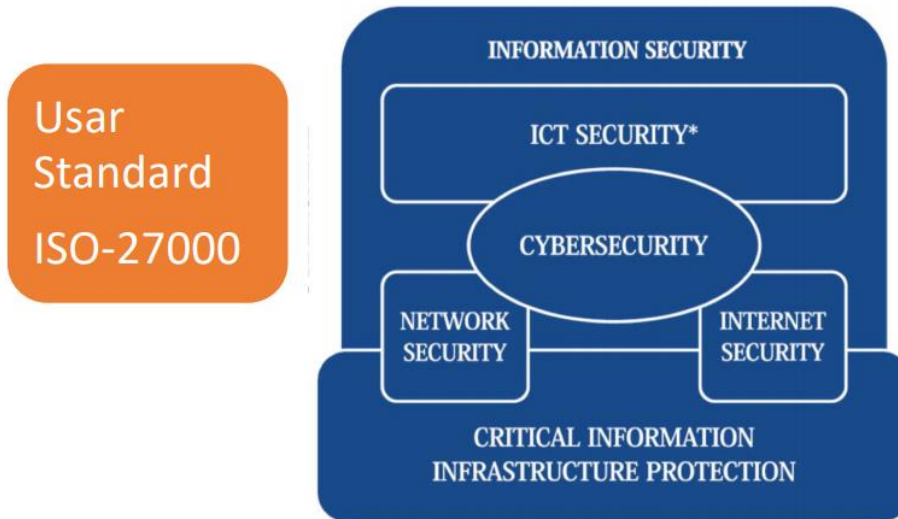 Usar
Standard
ISO-27000
INFORMATION SECURITY
ICT SECURITY*
CYBERSECURITY
NETWORK
SECURITY
INTERNET
SECURITY
CRITICAL INFORMATION
INFRASTRUCTURE PROTECTION